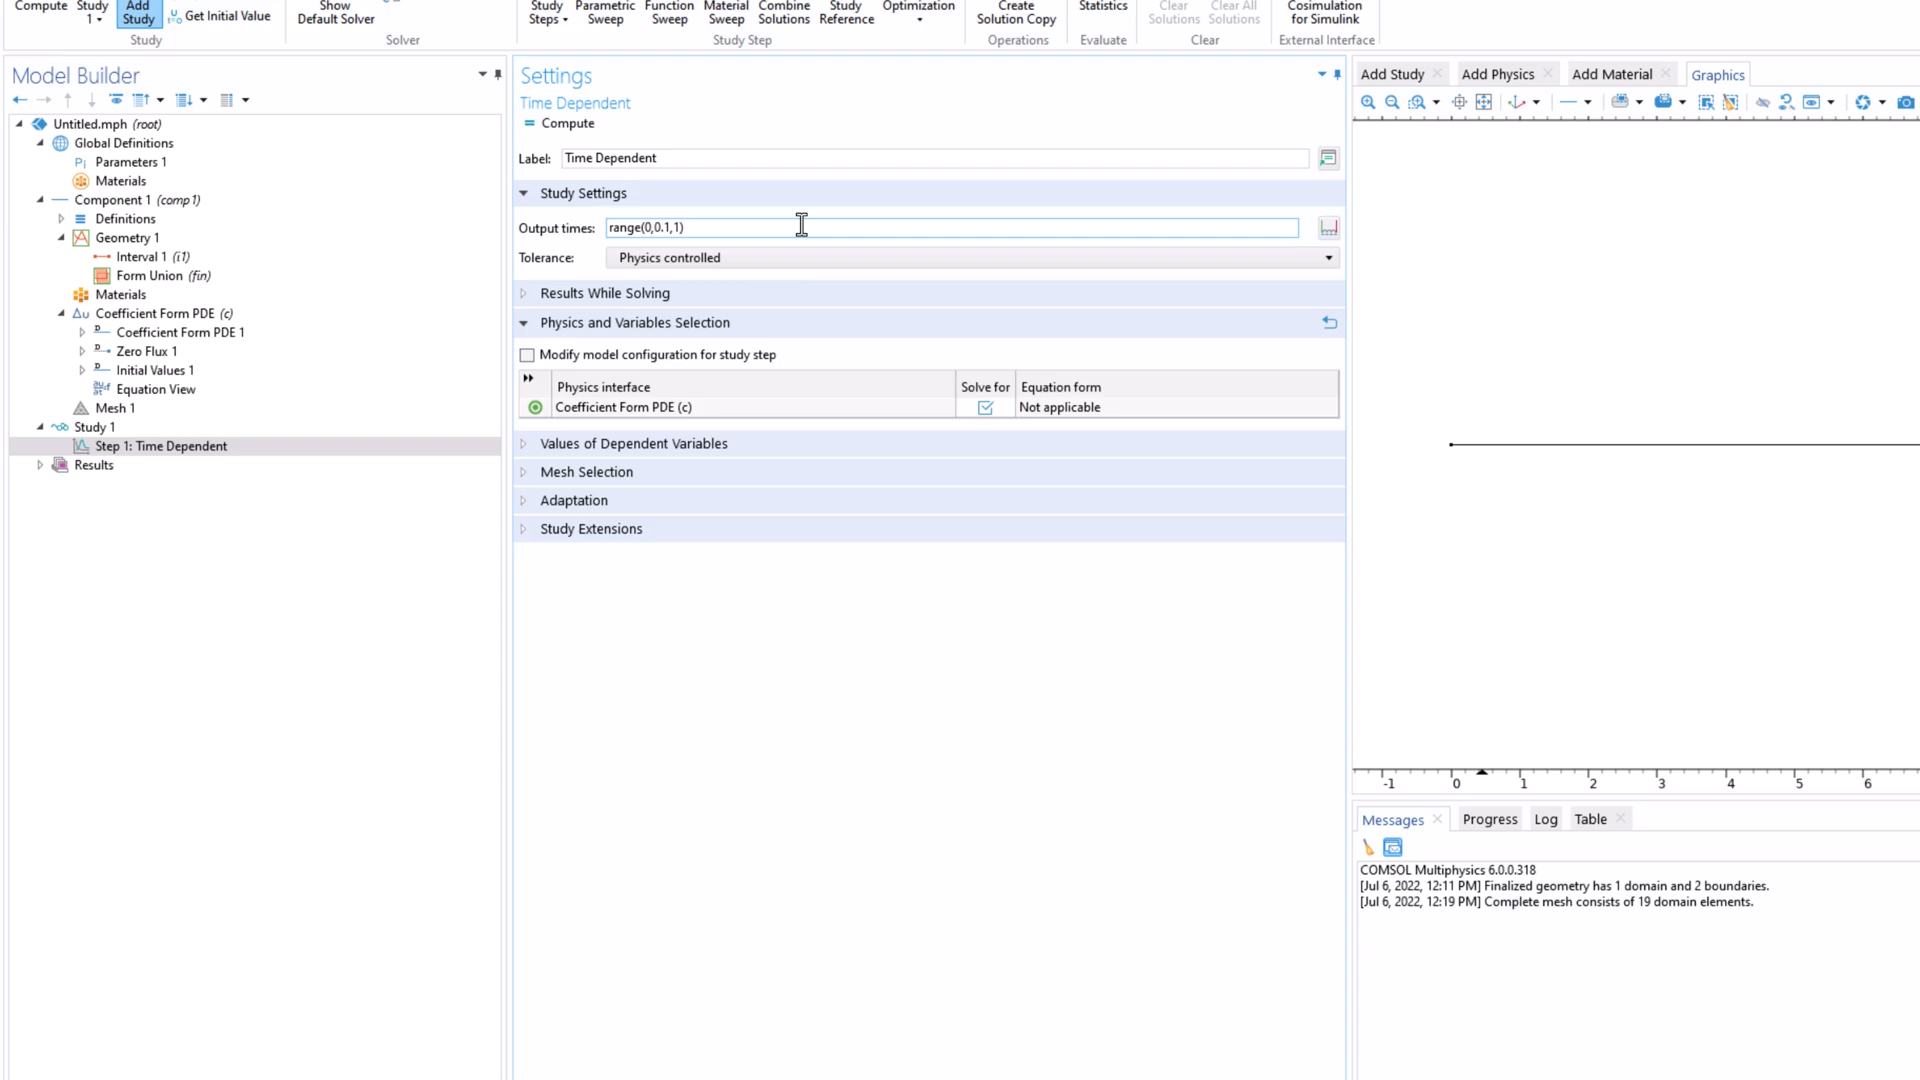 Compute
Study
1
Add
Study
Get Initial Value
Study
Show
Default Solver
Solver
Study
Steps
Parametric
Sweep
Function
Sweep
Material
Sweep
Combine
Solutions
Study
Reference
Optimization
Study Step
Create
Solution Copy
Operations
Statistics
Evaluate
Clear
Solutions
Clear All
Solutions
Clear
Cosimulation
for Simulink
External Interface
Model Builder
Untitled.mph (root)
Global Definitions
Parameters 1
Materials
Component 1 (comp1)
Definitions
Geometry 1
Interval 1 (i1)
Form Union (fin)
Materials
Coefficient Form PDE (c)
Coefficient Form PDE 1
Zero Flux 1
Initial Values 1
Equation View
Mesh 1
Study 1
Step 1: Time Dependent
Results
Settings
Time Dependent
= Compute
Label: Time Dependent
Study Settings
Output times: range(0,0.1,1)
Tolerance: Physics controlled
Results While Solving
Physics and Variables Selection
Modify model configuration for study step
Physics interface Solve for Equation form
Coefficient Form PDE (c) Not applicable
Values of Dependent Variables
Mesh Selection
Adaptation
Study Extensions
Add Study Add Physics Add Material Graphics
-1 0 1 2 3 4 5 6
Messages Progress Log Table
COMSOL Multiphysics 6.0.0.318
[Jul 6, 2022, 12:11 PM] Finalized geometry has 1 domain and 2 boundaries.
[Jul 6, 2022, 12:19 PM] Complete mesh consists of 19 domain elements.